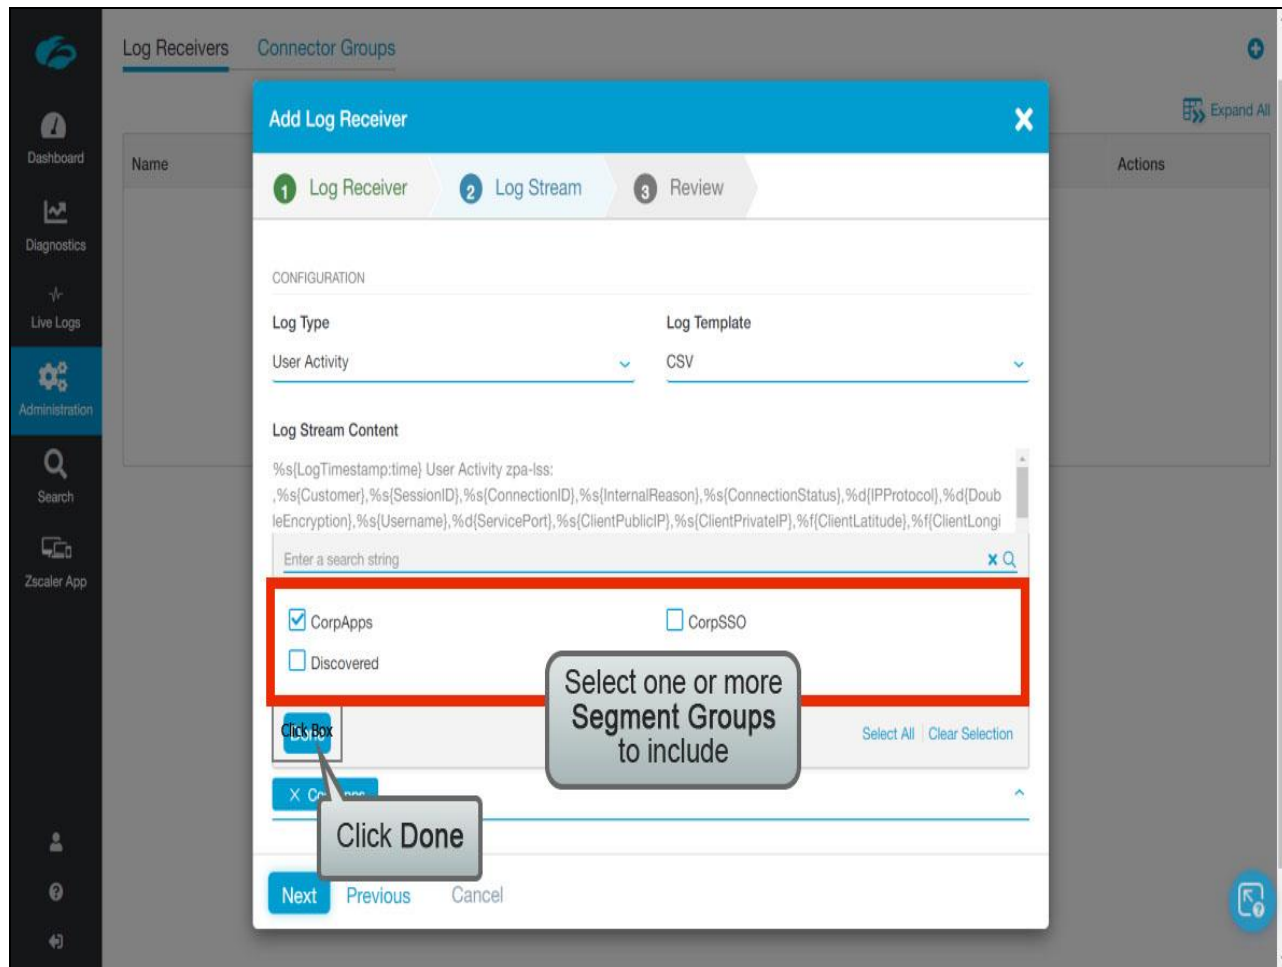 Log Receivers
Connector Groups
Expand All
Dashboard
Diagnostics
Live Logs
Administration
Search
Zscaler App
Name
Actions
Add Log Receiver
1 Log Receiver
2 Log Stream
3 Review
CONFIGURATION
Log Type
Log Template
User Activity
CSV
Log Stream Content
%s{LogTimestamp:time} User Activity zpa-lss:
,%s{Customer},%s{SessionID},%s{ConnectionID},%s{InternalReason},%s{ConnectionStatus},%d{IPProtocol},%d{Doub
leEncryption},%s{Username},%d{ServicePort},%s{ClientPublicIP},%s{ClientPrivateIP},%f{ClientLatitude},%f{ClientLongi
Enter a search string
CorpApps
CorpSSO
Discovered
Select one or more
Segment Groups
to include
Click Box
Select All
Clear Selection
Click Done
Next
Previous
Cancel